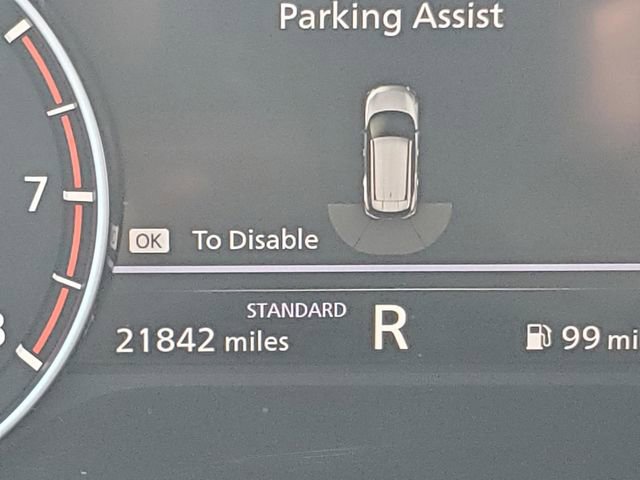 Parking Assist
7
OK To Disable
STANDARD
21842 miles R 99 mi